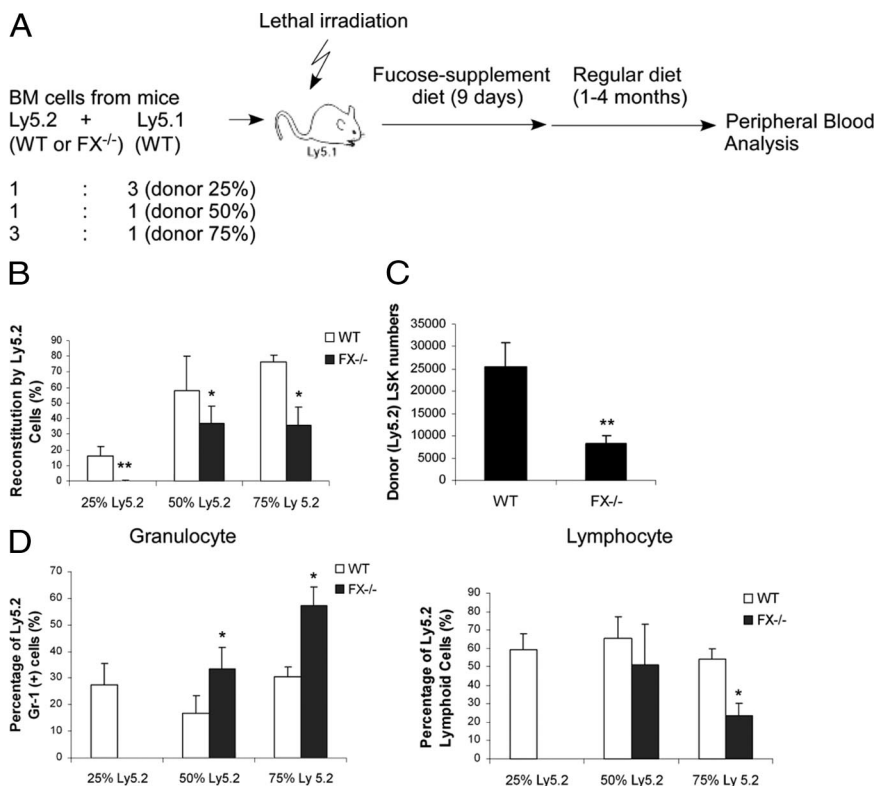 A
Lethal irradiation
BM cells from mice
Ly5.2 + Ly5.1
(WT or FX-/-) (WT)
Ly5.1
Fucose-supplement
diet (9 days)
Regular diet
(1-4 months)
Peripheral Blood
Analysis
1 : 3 (donor 25%)
1 : 1 (donor 50%)
3 : 1 (donor 75%)
B
Reconstitution by Ly5.2
Cells (%)
90
80
70
60
50
40
30
20
10
0
WT
FX-/-
**
*
*
25% Ly5.2
50% Ly5.2
75% Ly 5.2
C
Donor (Ly5.2) LSK numbers
35000
30000
25000
20000
15000
10000
5000
0
**
WT
FX-/-
D
Granulocyte
Percentage of Ly5.2
Gr-1 (+) cells (%)
70
60
50
40
30
20
10
0
WT
FX-/-
*
*
25% Ly5.2
50% Ly5.2
75% Ly 5.2
Lymphocyte
Percentage of Ly5.2
Lymphoid Cells (%)
90
80
70
60
50
40
30
20
10
0
WT
FX-/-
*
25% Ly5.2
50% Ly5.2
75% Ly 5.2